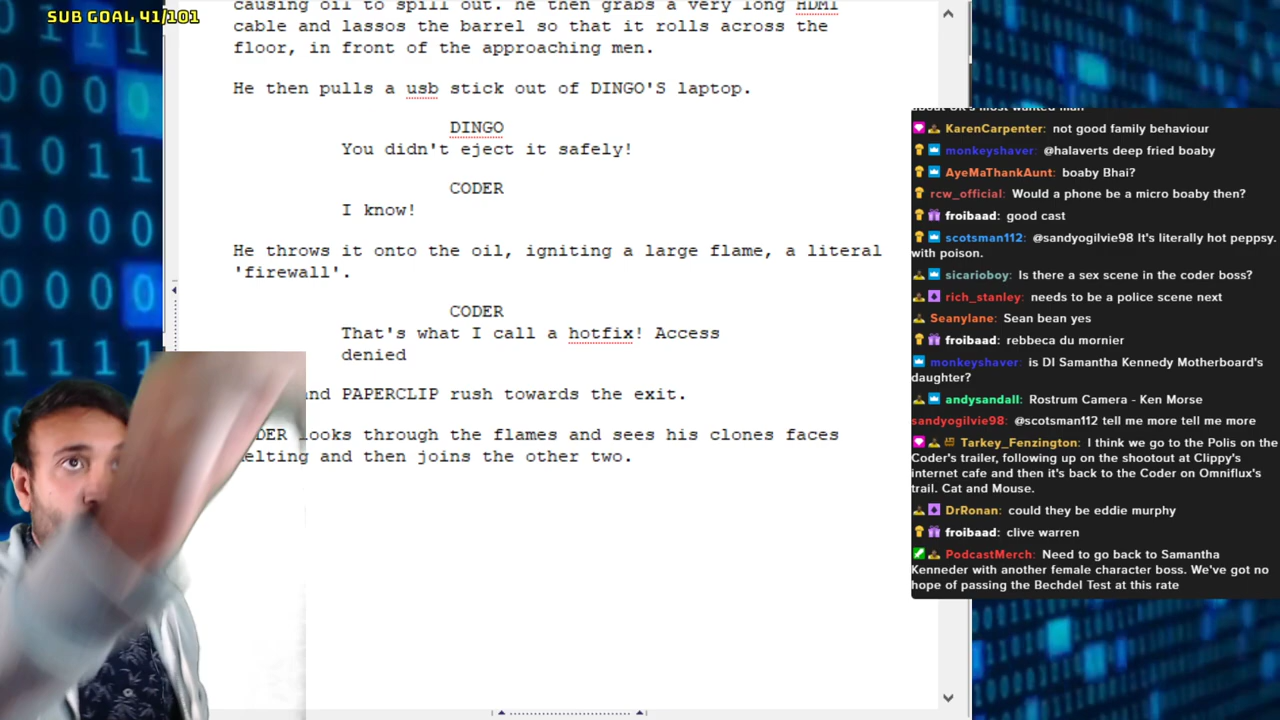 SUB GOAL 41/101
causing oil to spill out. He then grabs a very long HDMI
cable and lassos the barrel so that it rolls across the
floor, in front of the approaching men.
He then pulls a usb stick out of DINGO'S laptop.
DINGO
You didn't eject it safely!
CODER
I know!
He throws it onto the oil, igniting a large flame, a literal
'firewall'.
CODER
That's what I call a hotfix! Access
denied
and PAPERCLIP rush towards the exit.
looks through the flames and sees his clones faces
melting and then joins the other two.
about UK's most wanted man
KarenCarpenter: not good family behaviour
monkeyshaver: @halaverts deep fried boaby
AyeMaThankAunt: boaby Bhai?
rcw_official: Would a phone be a micro boaby then?
froibaad: good cast
scotsman112: @sandyogilvie98 It's literally hot peppsy.
with poison.
sicarioboy: Is there a sex scene in the coder boss?
rich_stanley: needs to be a police scene next
Seanylane: Sean bean yes
froibaad: rebbeca du mornier
monkeyshaver: is DI Samantha Kennedy Motherboard's
daughter?
andysandall: Rostrum Camera - Ken Morse
sandyogilvie98: @scotsman112 tell me more tell me more
Tarkey_Fenzington: I think we go to the Polis on the
Coder's trailer, following up on the shootout at Clippy's
internet cafe and then it's back to the Coder on Omniflux's
trail. Cat and Mouse.
DrRonan: could they be eddie murphy
froibaad: clive warren
PodcastMerch: Need to go back to Samantha
Kenneder with another female character boss. We've got no
hope of passing the Bechdel Test at this rate